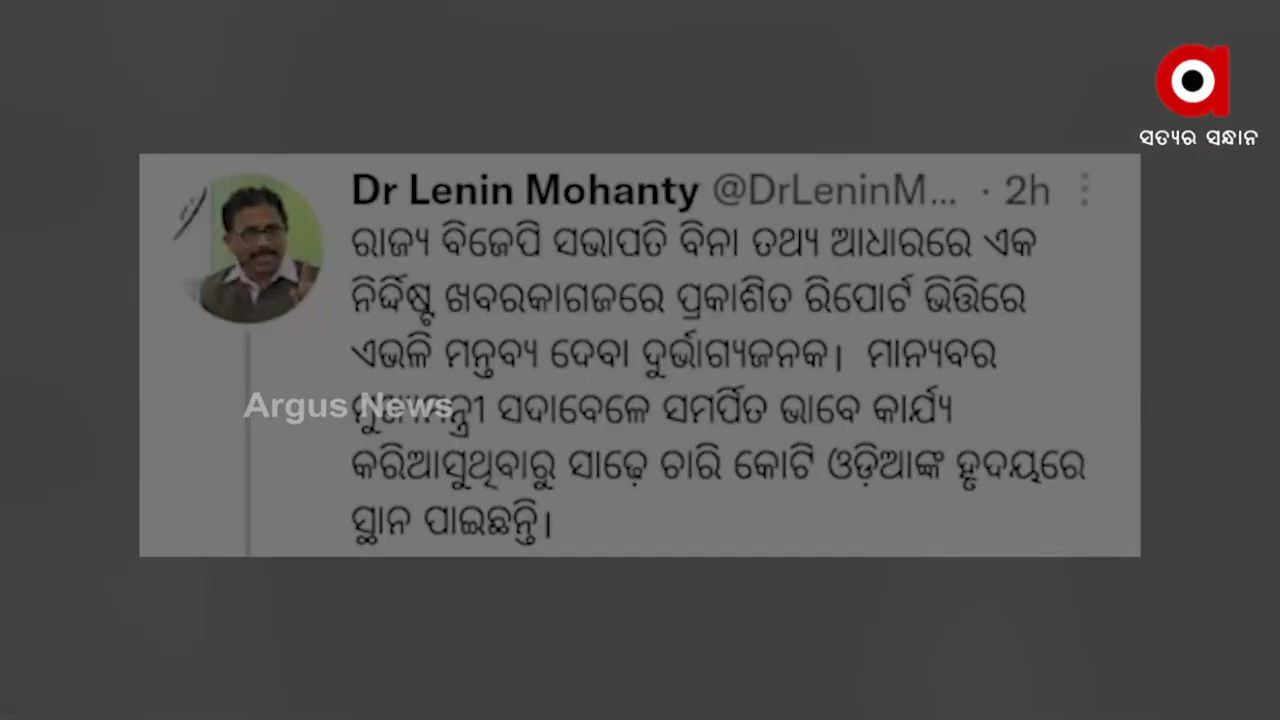 ସତ୍ୟର ସନ୍ଧାନ
Dr Lenin Mohanty @DrLeninM... · 2h
ରାଜ୍ୟ ବିଜେପି ସଭାପତି ବିନା ତଥ୍ୟ ଆଧାରରେ ଏକ
ନିର୍ଦ୍ଦିଷ୍ଟ ଖବରକାଗଜରେ ପ୍ରକାଶିତ ରିପୋର୍ଟ ଭିତ୍ତିରେ
ଏଭଳି ମନ୍ତବ୍ୟ ଦେବା ଦୁର୍ଭାଗ୍ୟଜନକ। ମାନ୍ୟବର
Argus News
ମୁଖ୍ୟମନ୍ତ୍ରୀ ସଦାବେଳେ ସମର୍ପିତ ଭାବେ କାର୍ଯ୍ୟ
କରିଆସୁଥିବାରୁ ସାଢ଼େ ଚାରି କୋଟି ଓଡ଼ିଆଙ୍କ ହୃଦୟରେ
ସ୍ଥାନ ପାଇଛନ୍ତି।